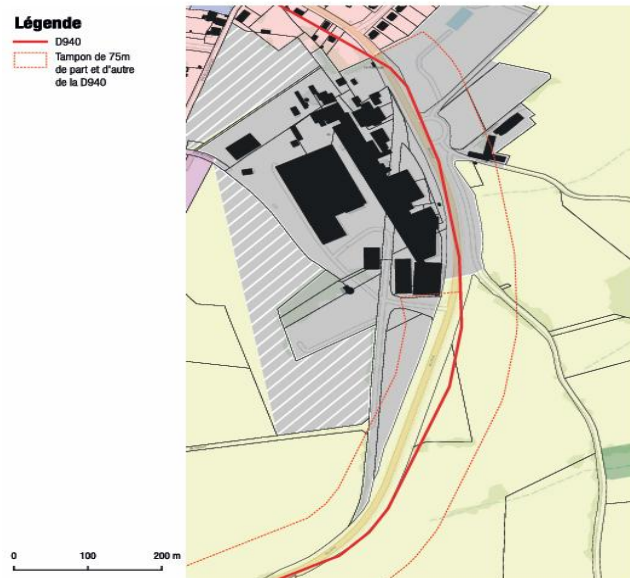 Légende
D940
Tampon de 75m
de part et d'autre
de la D940
0 100 200 m